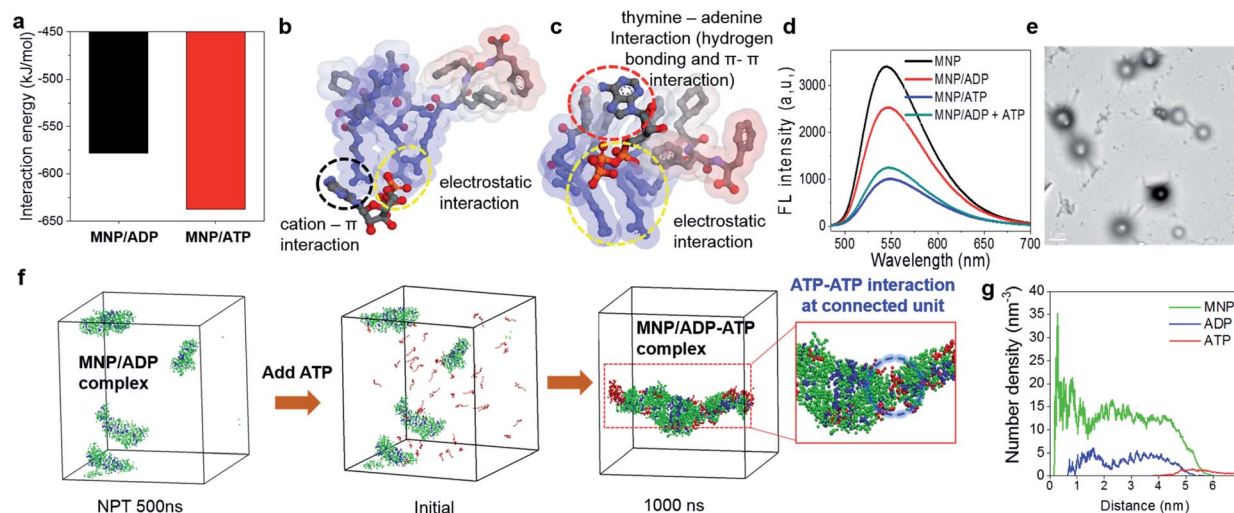 a
-450
-500
-550
-600
-650
Interaction energy (kJ/mol)
MNP/ADP MNP/ATP
b
cation – π
interaction
electrostatic
interaction
c
thymine – adenine
Interaction (hydrogen
bonding and π- π
interaction)
electrostatic
interaction
d
FL intensity (a,u,)
3000
2000
1000
0
MNP
MNP/ADP
MNP/ATP
MNP/ADP + ATP
500 550 600 650 700
Wavelength (nm)
e
f
MNP/ADP
complex
NPT 500ns
Add ATP
Initial
MNP/ADP-ATP
complex
1000 ns
ATP-ATP interaction
at connected unit
g
Number density (nm⁻³)
40
35
30
25
20
15
10
5
0
MNP
ADP
ATP
0 1 2 3 4 5 6
Distance (nm)